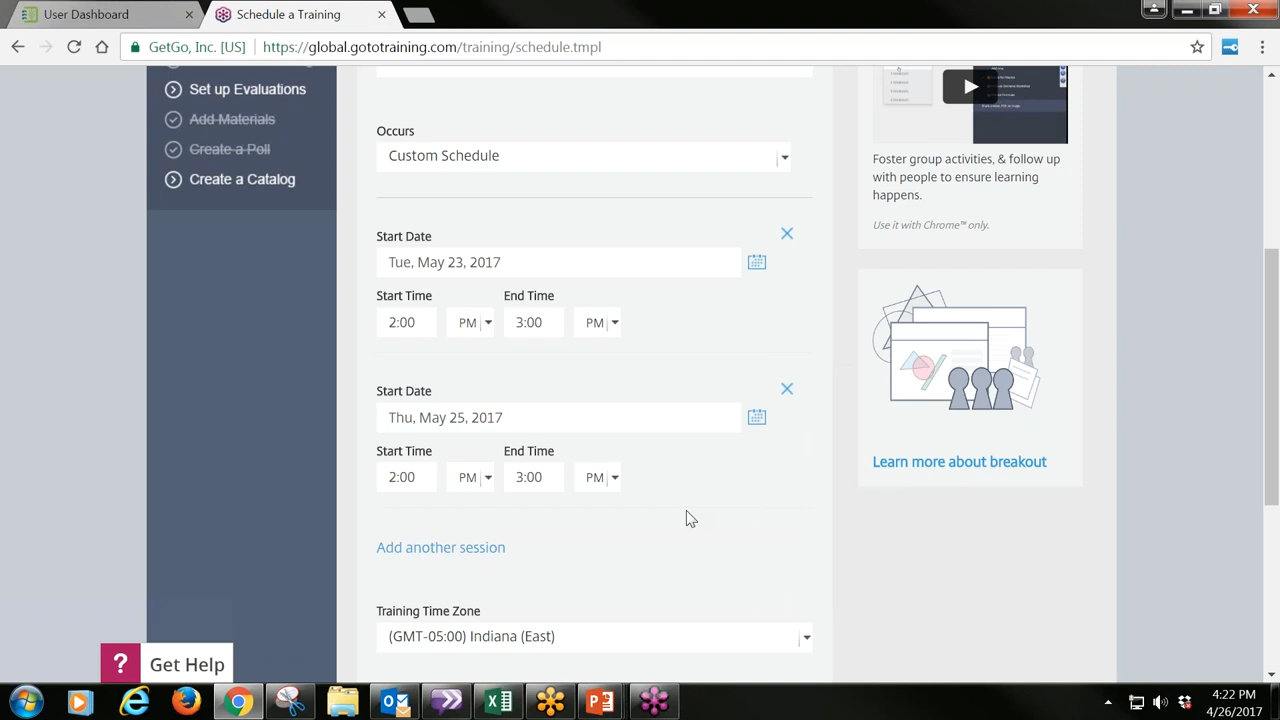 User Dashboard
Schedule a Training
GetGo, Inc. [US]
https://global.gototraining.com/training/schedule.tmpl
Set up Evaluations
Add Materials
Create a Poll
Create a Catalog
Occurs
Custom Schedule
Start Date
Tue, May 23, 2017
Start Time
End Time
2:00
PM
3:00
PM
Start Date
Thu, May 25, 2017
Start Time
End Time
2:00
PM
3:00
PM
Add another session
Training Time Zone
(GMT-05:00) Indiana (East)
Foster group activities, & follow up
with people to ensure learning
happens.
Use it with Chrome™ only.
Learn more about breakout
? Get Help
4:22 PM
4/26/2017